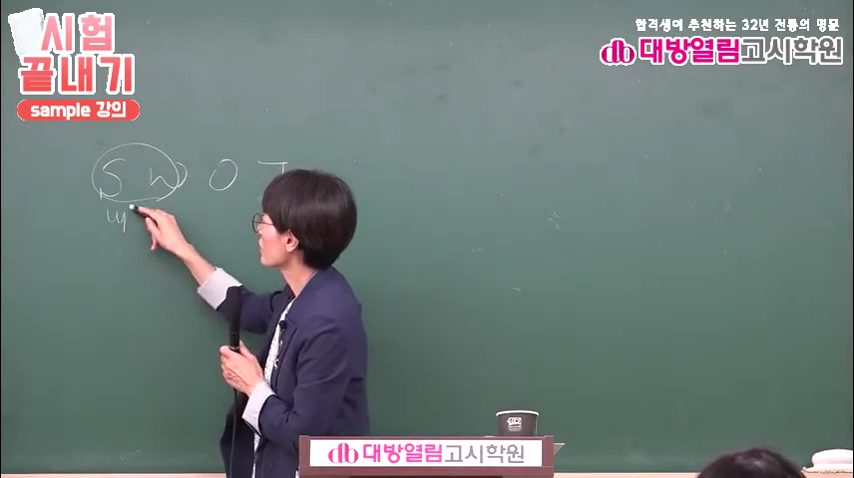 시험
끝내기
sample 강의
합격생이 추천하는 32년 전통의 명문
db 대방열림고시학원
S W O T
db 대방열림고시학원